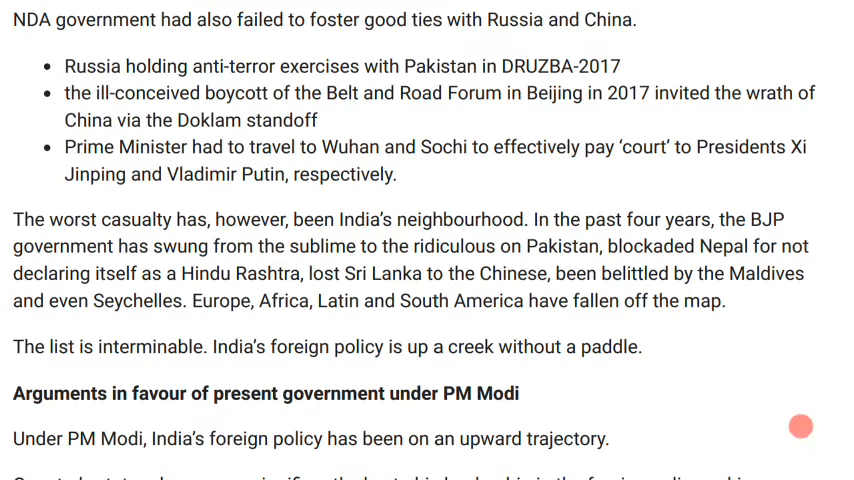 NDA government had also failed to foster good ties with Russia and China.
• Russia holding anti-terror exercises with Pakistan in DRUZBA-2017
• the ill-conceived boycott of the Belt and Road Forum in Beijing in 2017 invited the wrath of
China via the Doklam standoff
• Prime Minister had to travel to Wuhan and Sochi to effectively pay ‘court’ to Presidents Xi
Jinping and Vladimir Putin, respectively.
The worst casualty has, however, been India’s neighbourhood. In the past four years, the BJP
government has swung from the sublime to the ridiculous on Pakistan, blockaded Nepal for not
declaring itself as a Hindu Rashtra, lost Sri Lanka to the Chinese, been belittled by the Maldives
and even Seychelles. Europe, Africa, Latin and South America have fallen off the map.
The list is interminable. India’s foreign policy is up a creek without a paddle.
Arguments in favour of present government under PM Modi
Under PM Modi, India’s foreign policy has been on an upward trajectory.